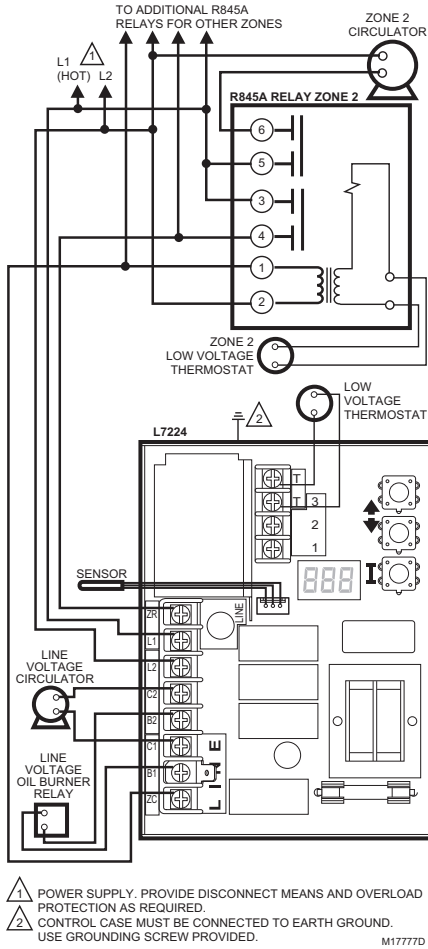 TO ADDITIONAL R845A
RELAYS FOR OTHER ZONES
ZONE 2
CIRCULATOR
1
L1
(HOT)
L2
R845A RELAY ZONE 2
6
5
3
4
1
2
ZONE 2
LOW VOLTAGE
THERMOSTAT
LOW
VOLTAGE
THERMOSTAT
2
L7224
T
T
3
2
1
888
SENSOR
LINE
ZR
L1
L2
C2
B2
C1
B1
ZC
LINE
LINE
VOLTAGE
CIRCULATOR
LINE
VOLTAGE
OIL BURNER
RELAY
1 POWER SUPPLY. PROVIDE DISCONNECT MEANS AND OVERLOAD
PROTECTION AS REQUIRED.
2 CONTROL CASE MUST BE CONNECTED TO EARTH GROUND.
USE GROUNDING SCREW PROVIDED.
M17777D